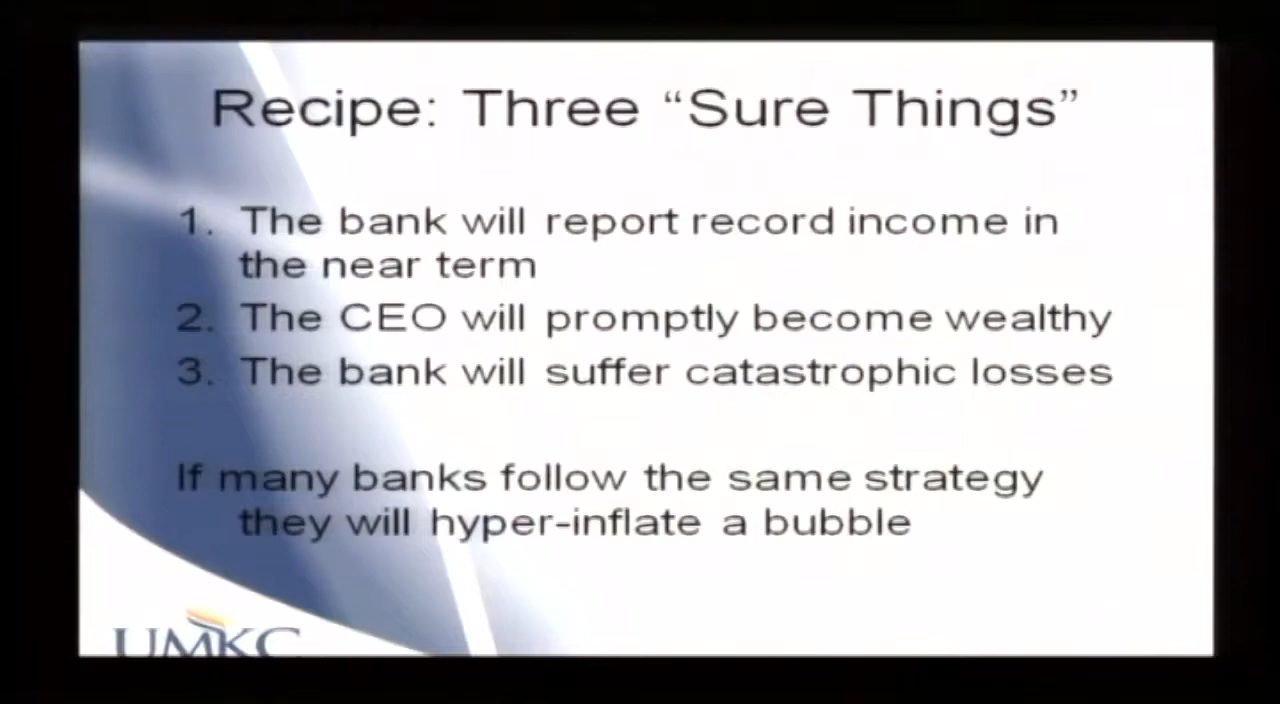 Recipe: Three “Sure Things”
1. The bank will report record income in
the near term
2. The CEO will promptly become wealthy
3. The bank will suffer catastrophic losses
If many banks follow the same strategy
they will hyper-inflate a bubble
UMKC